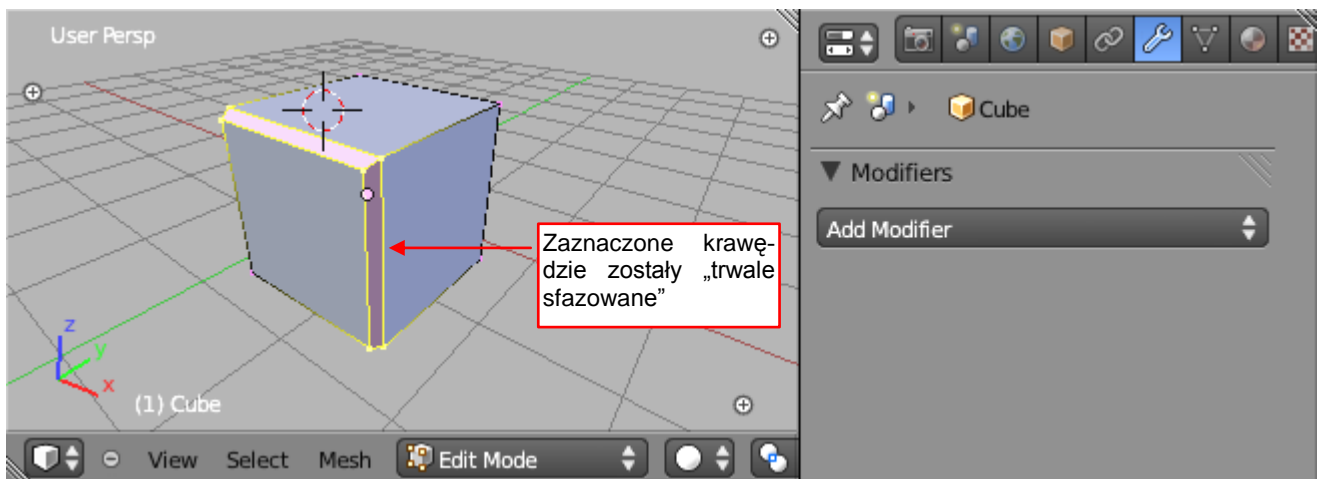 User Persp
Zaznaczone krawę-
dzie zostały „trwale
sfazowane”
z
y
x
(1) Cube
View Select Mesh Edit Mode
Cube
Modifiers
Add Modifier